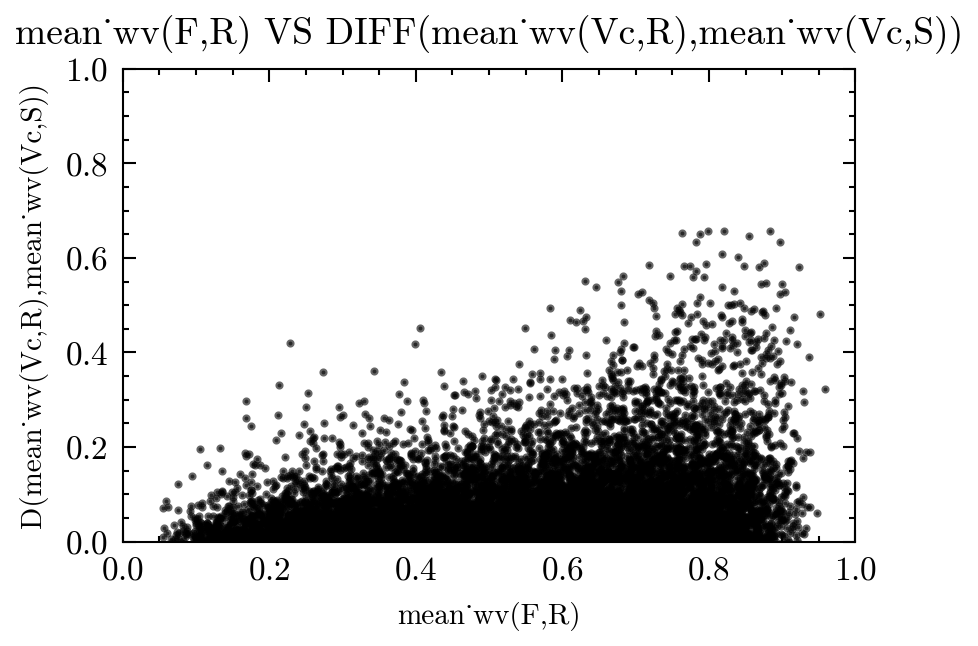 mean˙wv(F,R) VS DIFF(mean˙wv(Vc,R),mean˙wv(Vc,S))
1.0
0.8
0.6
0.4
0.2
0.0
D(mean˙wv(Vc,R),mean˙wv(Vc,S))
0.0 0.2 0.4 0.6 0.8 1.0
mean˙wv(F,R)